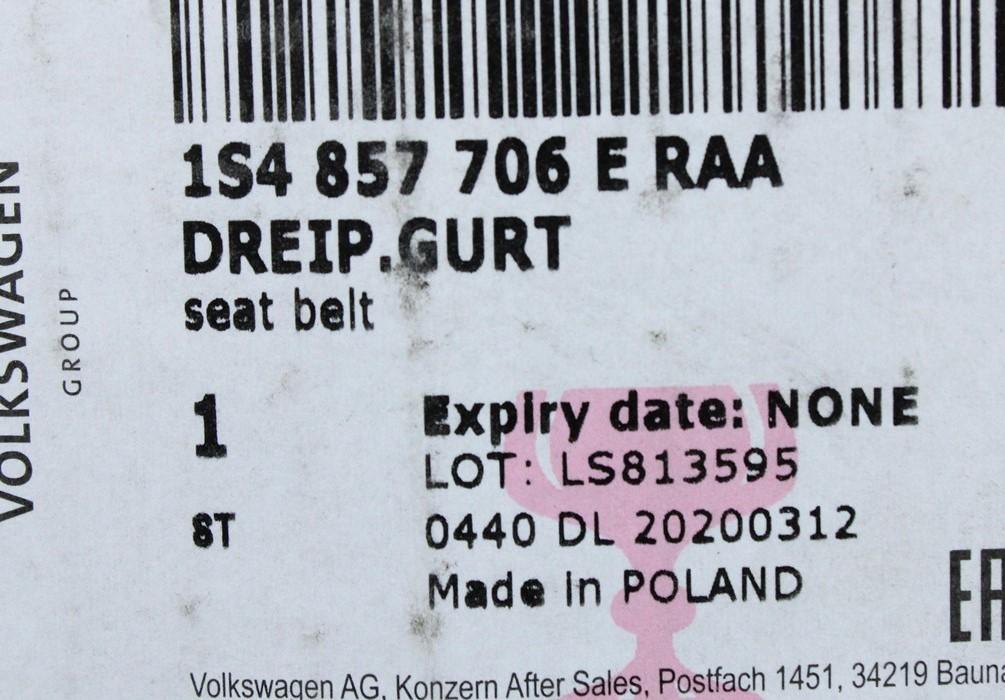 VOLKSWAGEN
GROUP
1S4 857 706 E RAA
DREIP.GURT
seat belt
1
Expiry date: NONE
LOT: LS813595
ST
0440 DL 20200312
Made in POLAND
Volkswagen AG, Konzern After Sales, Postfach 1451, 34219